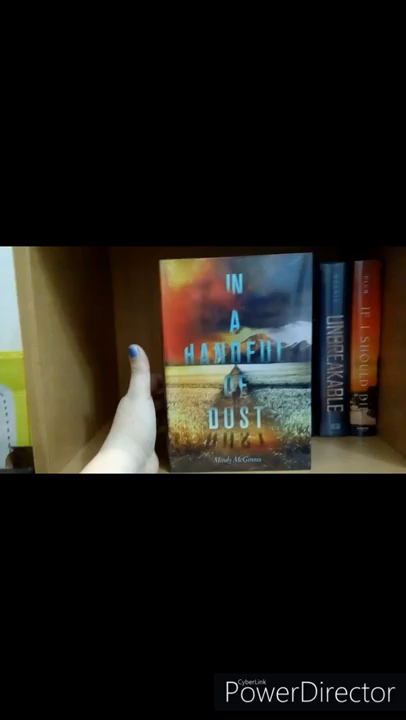 IN
A
HANDFUL
OF
DUST
Mindy McGinnis
UNBREAKABLE
IF I SHOULD DIE
CyberLink
PowerDirector